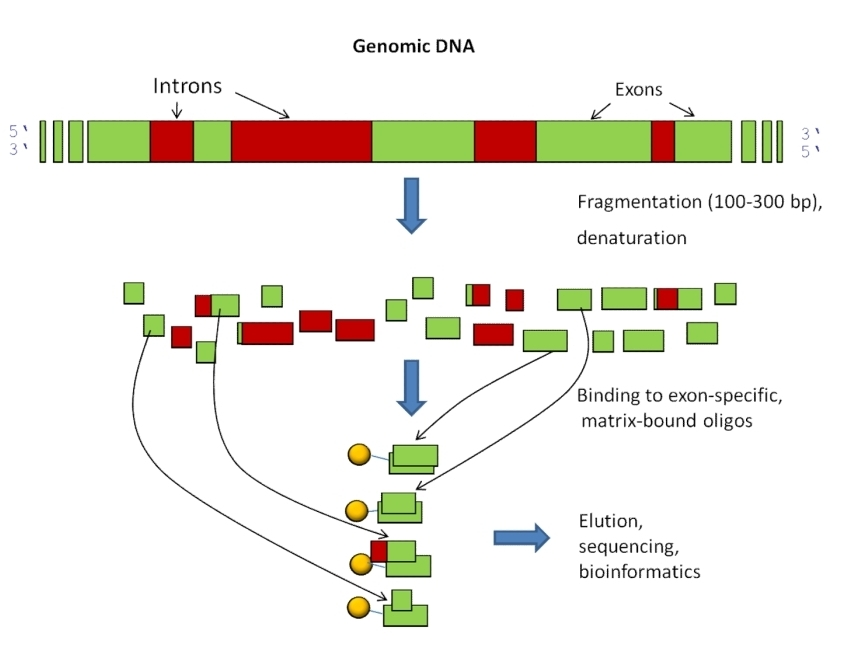 Genomic DNA
Introns
Exons
5‵
3‵
3‵
5‵
Fragmentation (100-300 bp),
denaturation
Binding to exon-specific,
matrix-bound oligos
Elution,
sequencing,
bioinformatics